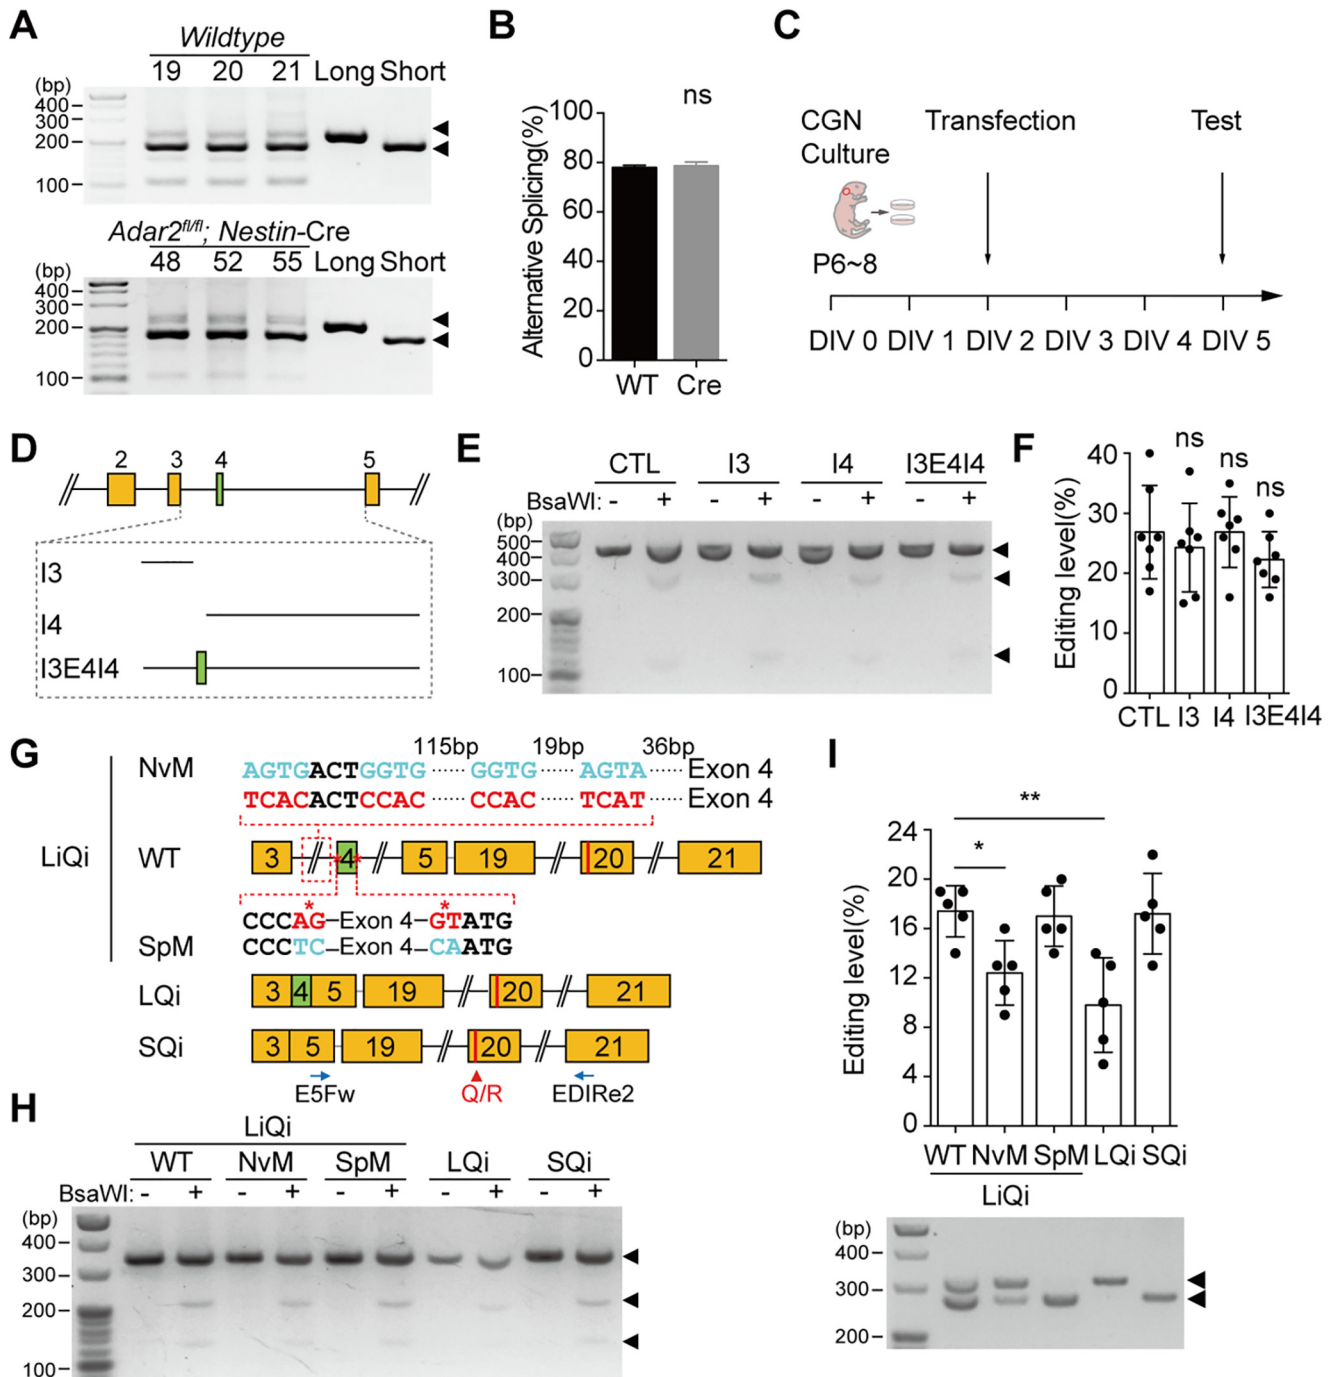 A
Wildtype
19 20 21 Long Short
(bp)
400
300
200
100
Adar2fl/fl; Nestin-Cre
48 52 55 Long Short
(bp)
400
300
200
100
B
ns
Alternative Splicing(%)
100
80
60
40
20
0
WT Cre
C
CGN
Culture
Transfection
Test
P6~8
DIV 0 DIV 1 DIV 2 DIV 3 DIV 4 DIV 5
D
2 3 4 5
I3
I4
I3E4I4
E
CTL I3 I4 I3E4I4
BsaWI: - + - + - + - +
(bp)
500
400
300
200
100
F
ns ns ns
Editing level(%)
40
30
20
10
0
CTL I3 I4 I3E4I4
G
115bp 19bp 36bp
NvM AGTGACTGGTG ······ GGTG ······ AGTA ······ Exon 4
TCACACTCCAC ······ CCAC ······ TCAT ······ Exon 4
LiQi
WT 3 4 5 19 20 21
* *
* *
CCCAG–Exon 4–GTATG
SpM CCCTC–Exon 4–CAATG
LQi 3 4 5 19 20 21
SQi 3 5 19 20 21
E5Fw Q/R EDIRe2
H
LiQi
WT NvM SpM LQi SQi
BsaWI: - + - + - + - + - +
(bp)
400
300
200
100
I
**
*
Editing level(%)
24
20
16
12
8
4
0
WT NvM SpM LQi SQi
LiQi
(bp)
400
300
200